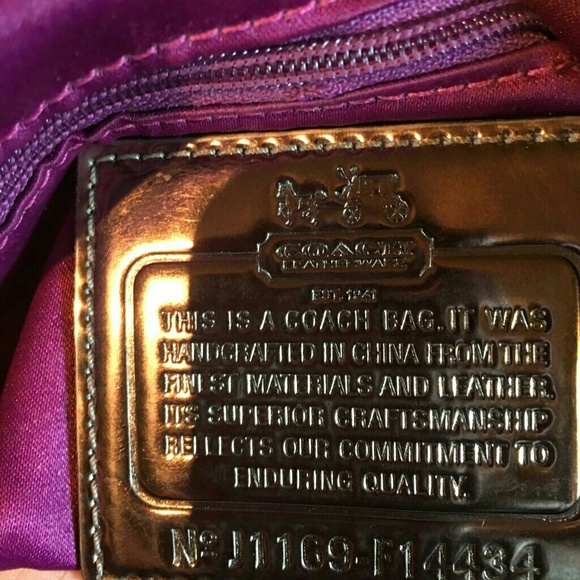 COACH
LEATHERWARE
EST. 1941
THIS IS A COACH BAG. IT WAS
HANDCRAFTED IN CHINA FROM THE
FINEST MATERIALS AND LEATHER.
ITS SUPERIOR CRAFTSMANSHIP
REFLECTS OUR COMMITMENT TO
ENDURING QUALITY.
Nº J1169-F14434